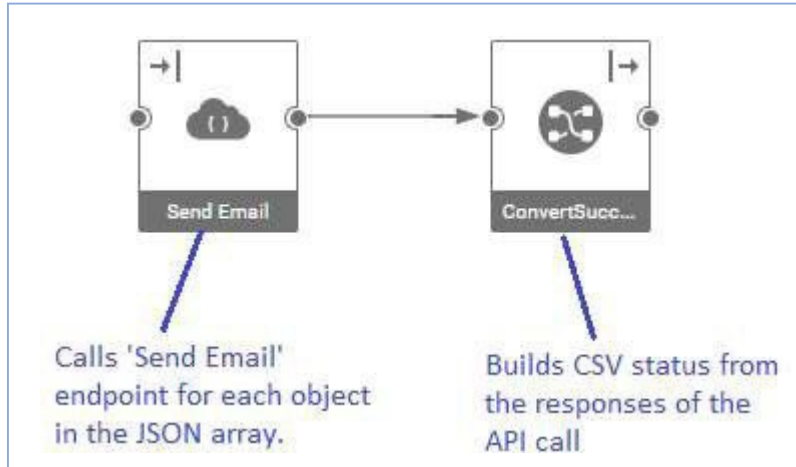 Send Email
ConvertSucc...
Calls 'Send Email'
endpoint for each object
in the JSON array.
Builds CSV status from
the responses of the
API call